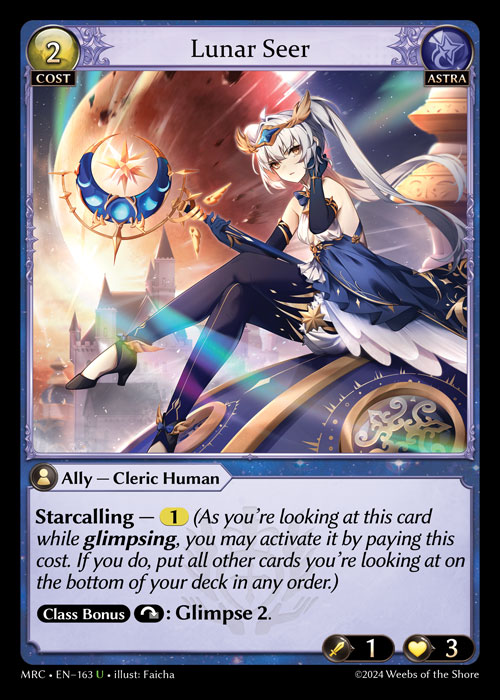 2
Lunar Seer
COST
ASTRA
Ally — Cleric Human
Starcalling — 1 (As you're looking at this card
while glimpsing, you may activate it by paying this
cost. If you do, put all other cards you're looking at on
the bottom of your deck in any order.)
Class Bonus : Glimpse 2.
1
3
MRC • EN–163 U • illust: Faicha
©2024 Weebs of the Shore